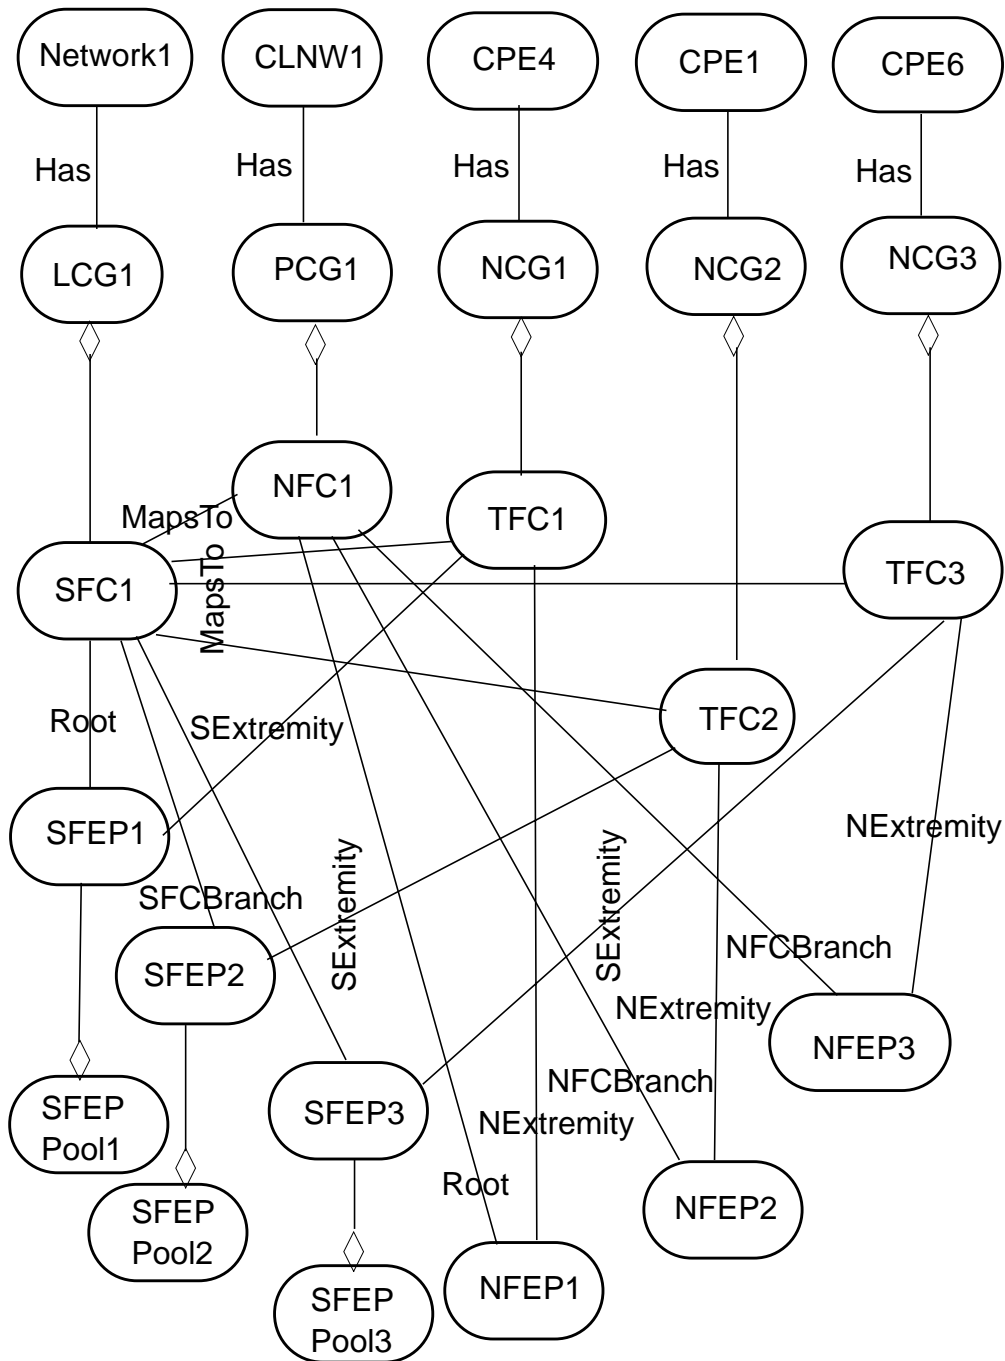 Network1
CLNW1
CPE4
CPE1
CPE6
Has
Has
Has
Has
Has
LCG1
PCG1
NCG1
NCG2
NCG3
NFC1
TFC1
MapsTo
MapsTo
SFC1
TFC3
Root
SExtremity
TFC2
SFEP1
NExtremity
SFCBranch
SExtremity
SExtremity
NFCBranch
SFEP2
NExtremity
NFEP3
SFEP
Pool1
SFEP3
NFCBranch
NExtremity
Root
NFEP2
SFEP
Pool2
NFEP1
SFEP
Pool3